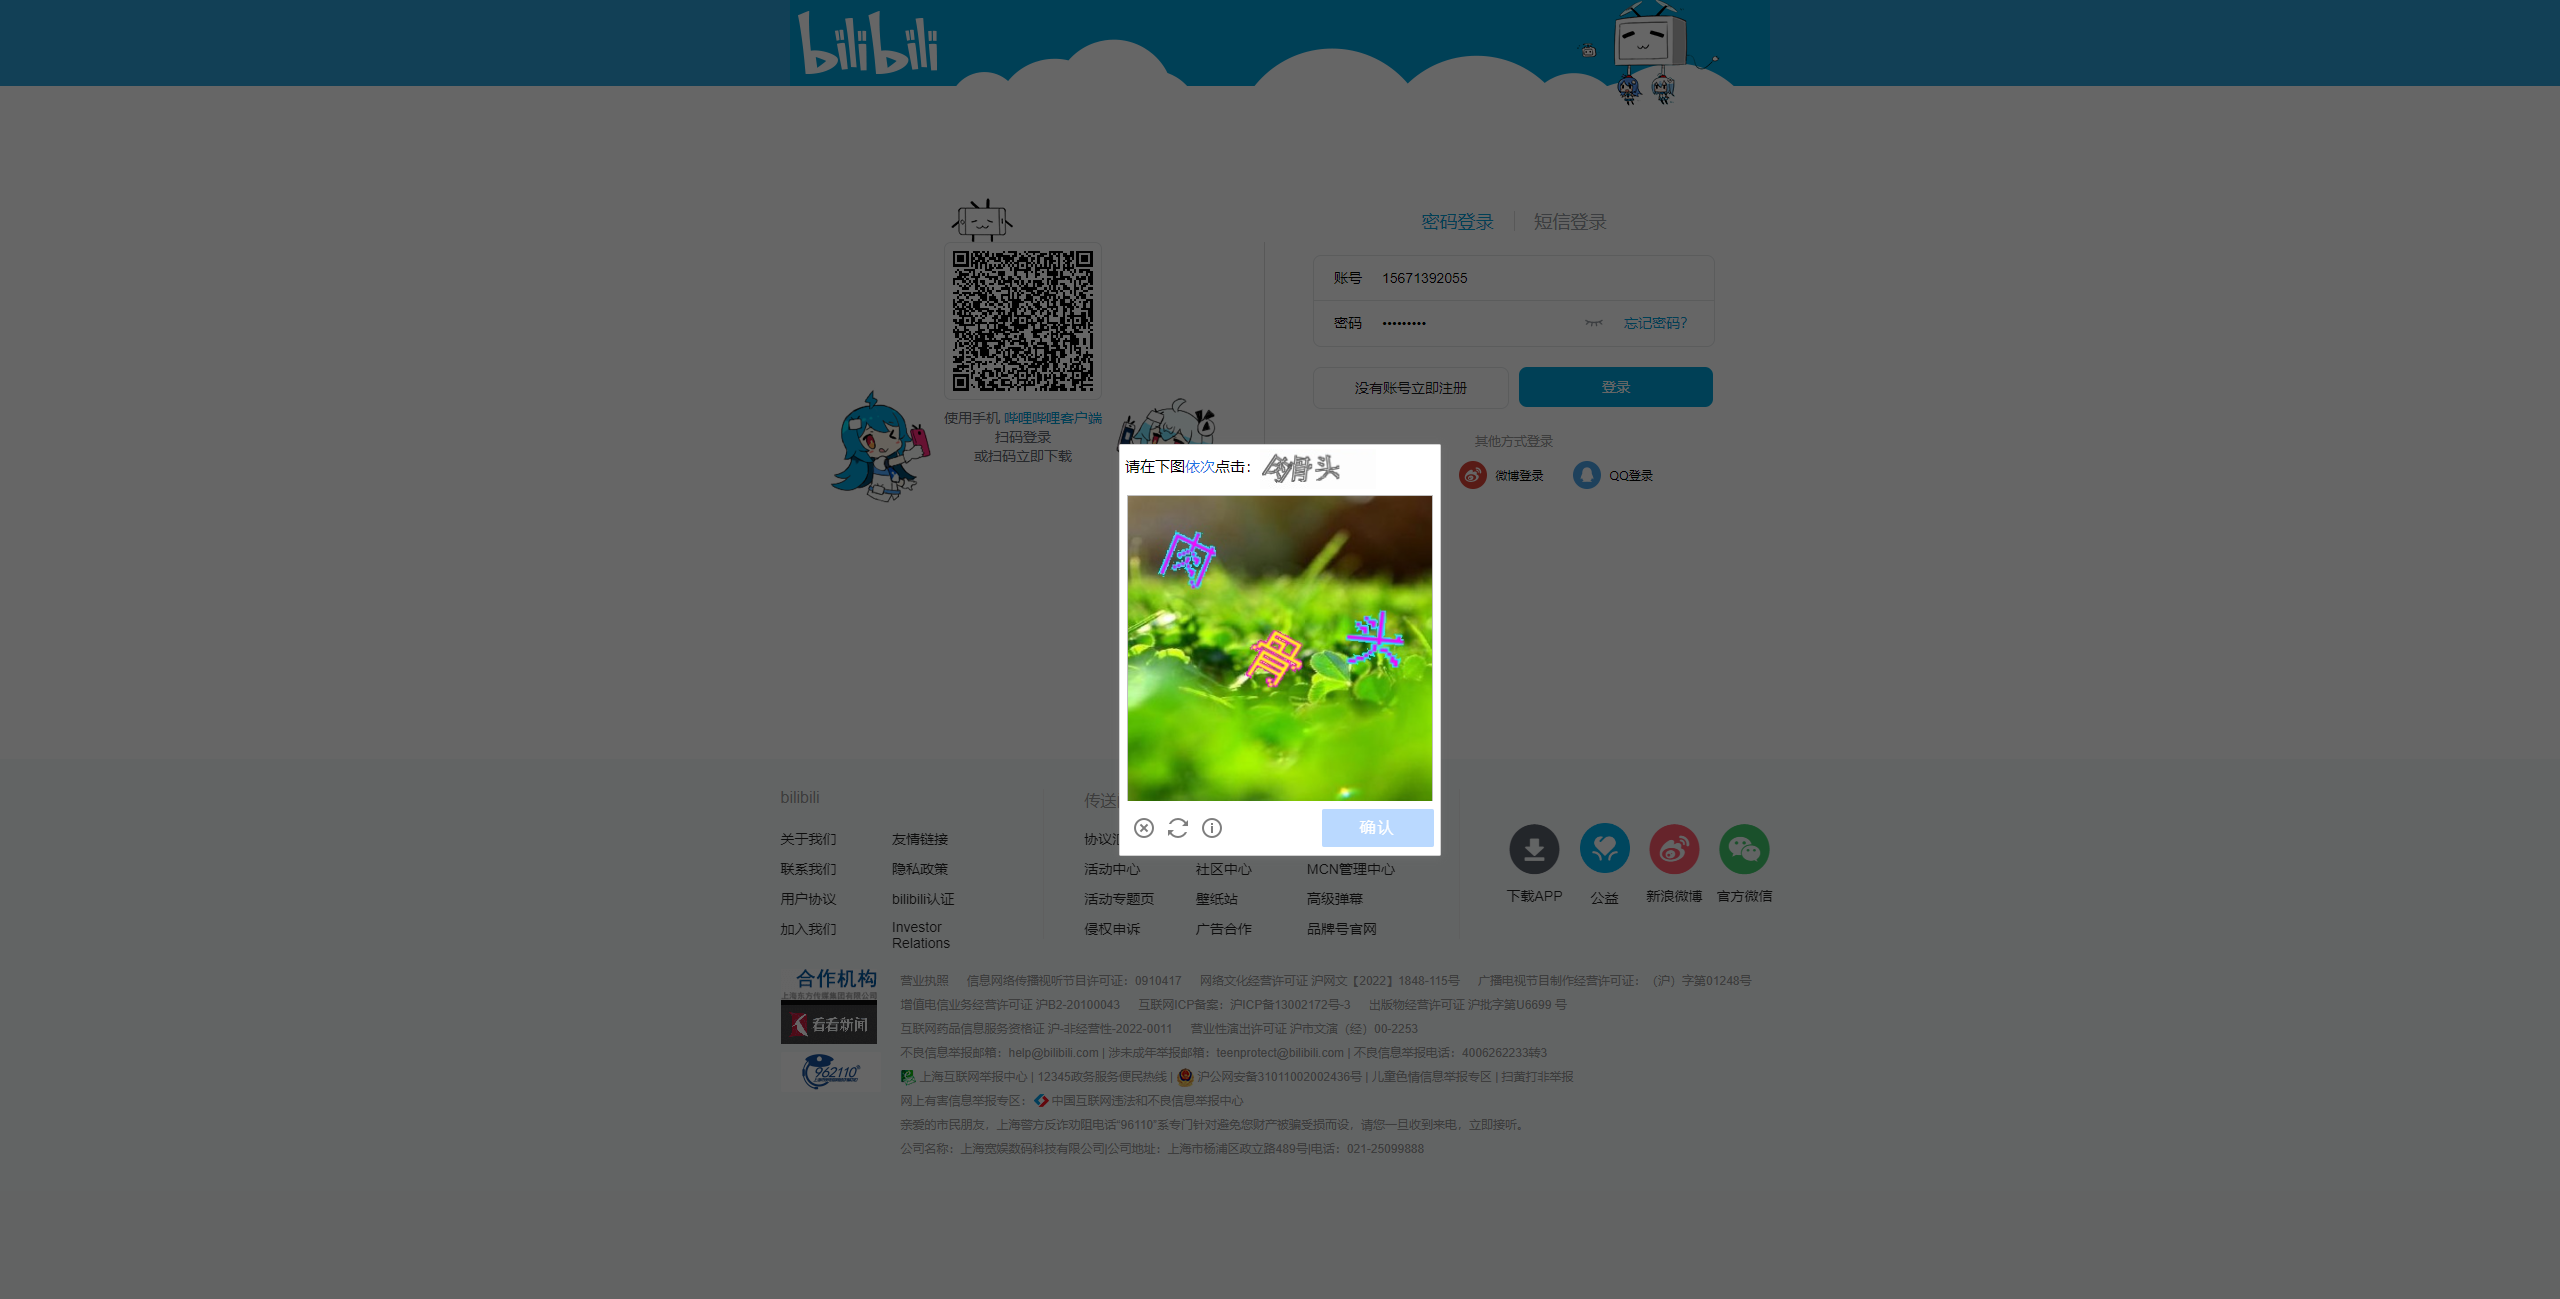 bilibili
密码登录
短信登录
账号 15671392055
密码 •••••••••
忘记密码?
没有账号立即注册
登录
使用手机 哔哩哔哩客户端
扫码登录
或扫码立即下载
其他方式登录
微博登录
QQ登录
请在下图依次点击：
肉骨头
肉
骨
头
确认
bilibili
关于我们
友情链接
联系我们
隐私政策
用户协议
bilibili认证
加入我们
Investor
Relations
传送
协议汇
活动中心
社区中心
MCN管理中心
活动专题页
壁纸站
高级弹幕
侵权申诉
广告合作
品牌号官网
下载APP
公益
新浪微博
官方微信
合作机构
上海东方传媒集团有限公司
看看新闻
962110
营业执照 信息网络传播视听节目许可证：0910417 网络文化经营许可证 沪网文【2022】1848-115号 广播电视节目制作经营许可证：（沪）字第01248号
增值电信业务经营许可证 沪B2-20100043 互联网ICP备案：沪ICP备13002172号-3 出版物经营许可证 沪批字第U6699 号
互联网药品信息服务资格证 沪-非经营性-2022-0011 营业性演出许可证 沪市文演（经）00-2253
不良信息举报邮箱：help@bilibili.com | 涉未成年举报邮箱：teenprotect@bilibili.com | 不良信息举报电话：4006262233转3
上海互联网举报中心 | 12345政务服务便民热线 | 沪公网安备31011002002436号 | 儿童色情信息举报专区 | 扫黄打非举报
网上有害信息举报专区：中国互联网违法和不良信息举报中心
亲爱的市民朋友，上海警方反诈劝阻电话“96110”系专门针对避免您财产被骗受损而设，请您一旦收到来电，立即接听。
公司名称：上海宽娱数码科技有限公司|公司地址：上海市杨浦区政立路489号|电话：021-25099888